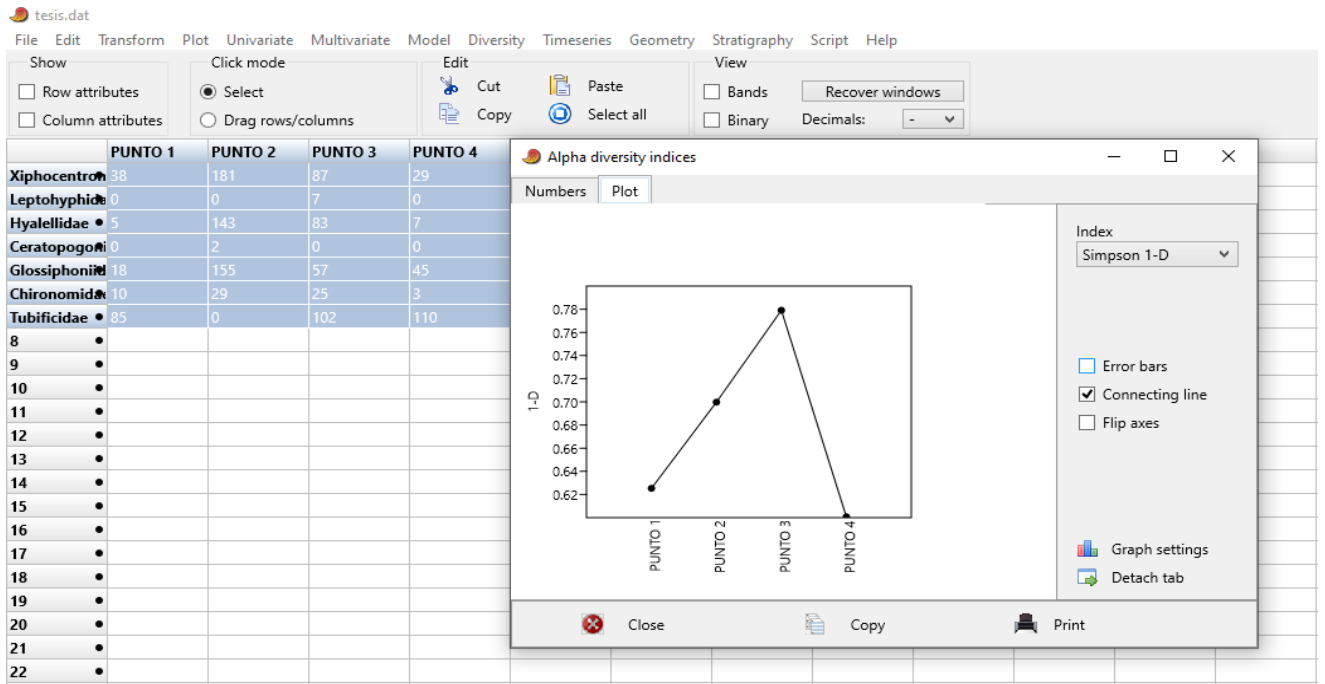 tesis.dat
File Edit Transform Plot Univariate Multivariate Model Diversity Timeseries Geometry Stratigraphy Script Help
Show Click mode Edit View
Row attributes Select Cut Paste Bands Recover windows
Column attributes Drag rows/columns Copy Select all Binary Decimals: -
PUNTO 1 PUNTO 2 PUNTO 3 PUNTO 4
Xiphocentron 38 181 87 29
Leptohyphida 0 0 7 0
Hyalellidae 5 143 83 7
Ceratopogoni 0 2 0 0
Glossiphoniid 18 155 57 45
Chironomida 10 29 25 3
Tubificidae 85 0 102 110
8
9
10
11
12
13
14
15
16
17
18
19
20
21
22
Alpha diversity indices
Numbers Plot
Index
Simpson 1-D
0.78
0.76
0.74
0.72
0.70
0.68
0.66
0.64
0.62
1-D
PUNTO 1
PUNTO 2
PUNTO 3
PUNTO 4
Error bars
Connecting line
Flip axes
Graph settings
Detach tab
Close Copy Print